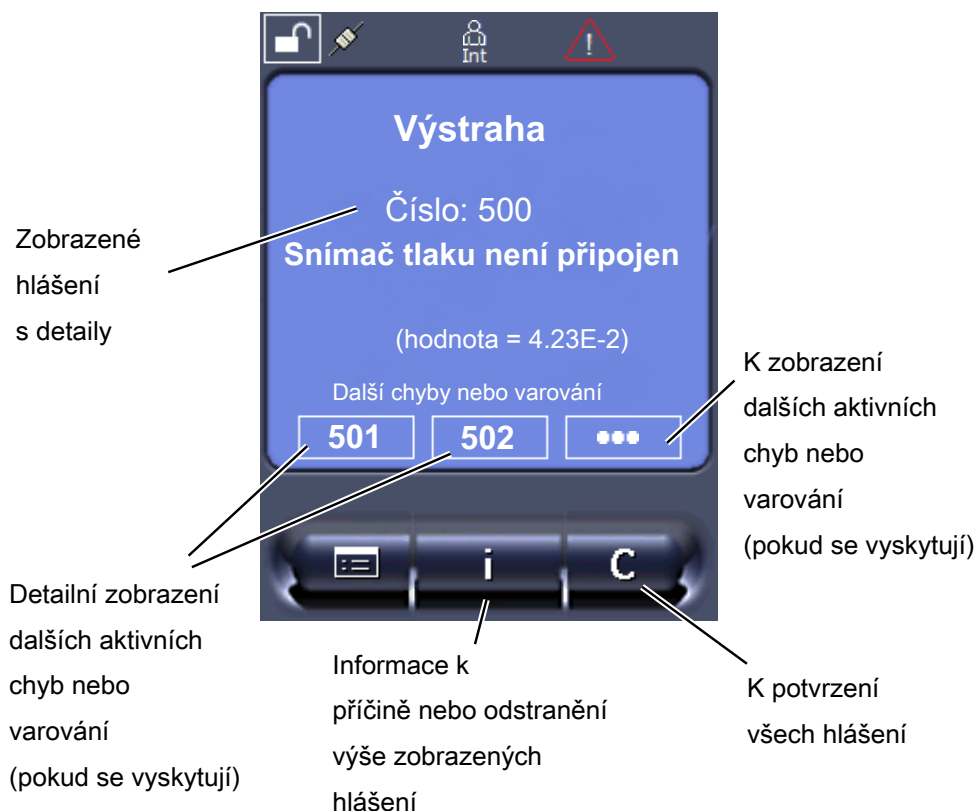 Int
Výstraha
Číslo: 500
Snímač tlaku není připojen
(hodnota = 4.23E-2)
Další chyby nebo varování
501
502
i
C
Zobrazené
hlášení
s detaily
K zobrazení
dalších aktivních
chyb nebo
varování
(pokud se vyskytují)
Detailní zobrazení
dalších aktivních
chyb nebo
varování
(pokud se vyskytují)
Informace k
příčině nebo odstranění
výše zobrazených
hlášení
K potvrzení
všech hlášení